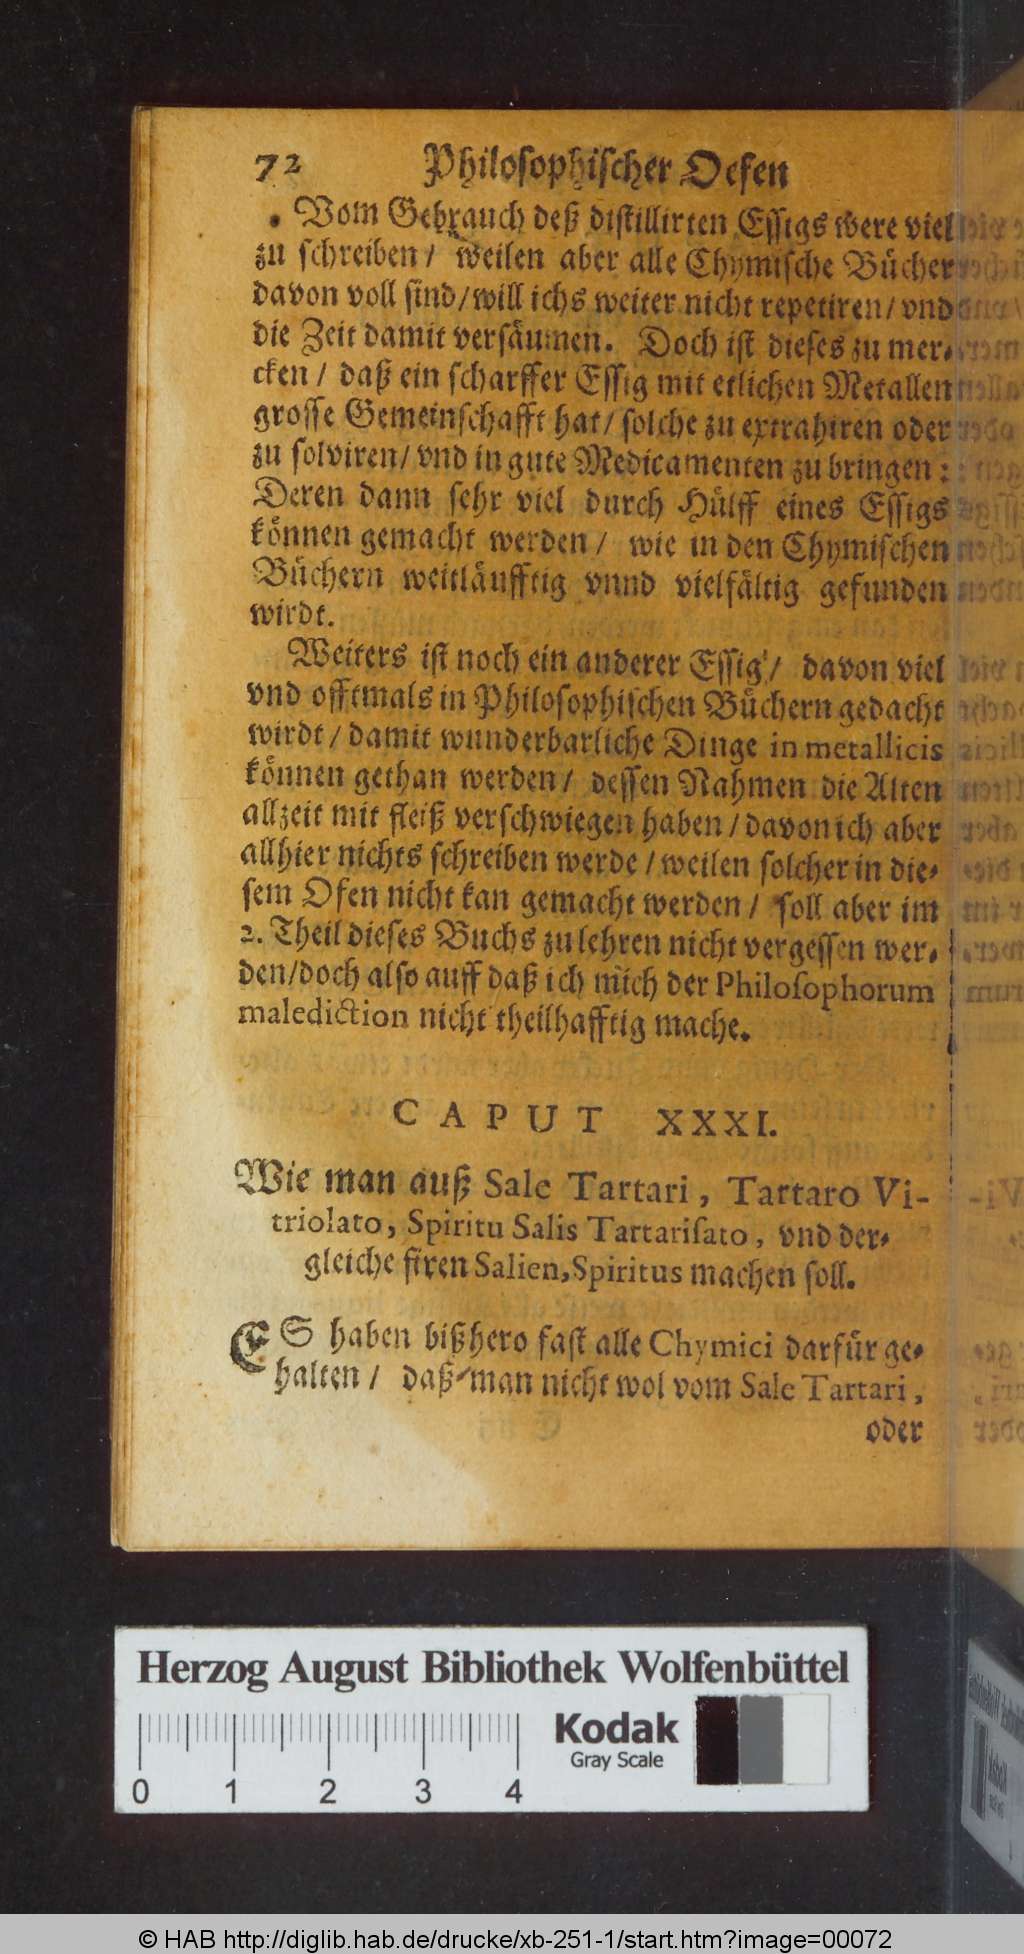 72 Philosophischer Oefen
Vom Gebrauch deß distillirten Essigs were viel
zu schreiben / weilen aber alle Chymische Bücher
davon voll sind/will ichs weiter nicht repetiren/vnd
die Zeit damit versäumen. Doch ist dieses zu mer-
cken / daß ein scharffer Essig mit etlichen Metallen
grosse Gemeinschafft hat/ solche zu extrahiren oder
zu solviren/ vnd in gute Medicamenten zu bringen:
Deren dann sehr viel durch Hülff eines Essigs
können gemacht werden / wie in den Chymischen
Büchern weitläufftig vnnd vielfältig gefunden
wirdt.
Weiters ist noch ein anderer Essig / davon viel
vnd offtmals in Philosophischen Büchern gedacht
wirdt / damit wunderbarliche Dinge in metallicis
können gethan werden / dessen Nahmen die Alten
allzeit mit fleiß verschwiegen haben / davon ich aber
allhier nichts schreiben werde / weilen solcher in die-
sem Ofen nicht kan gemacht werden / soll aber im
2. Theil dieses Buchs zu lehren nicht vergessen wer-
den/doch also auff daß ich mich der Philosophorum
malediction nicht theilhafftig mache.
CAPUT XXXI.
Wie man auß Sale Tartari, Tartaro Vi-
triolato, Spiritu Salis Tartarisato, vnd der-
gleiche fixen Salien, Spiritus machen soll.
ES haben bißhero fast alle Chymici darfür ge-
halten / daß man nicht wol vom Sale Tartari,
oder
Herzog August Bibliothek Wolfenbüttel
Kodak
Gray Scale
0 1 2 3 4
© HAB http://diglib.hab.de/drucke/xb-251-1/start.htm?image=00072